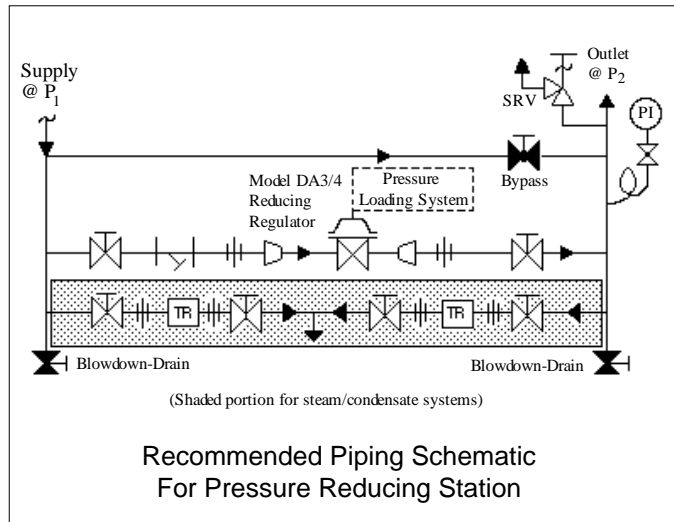 Supply
@ P1
Outlet
@ P2
SRV
PI
Bypass
Model DA3/4
Reducing
Regulator
Pressure
Loading System
TR
TR
Blowdown-Drain
Blowdown-Drain
(Shaded portion for steam/condensate systems)
Recommended Piping Schematic
For Pressure Reducing Station